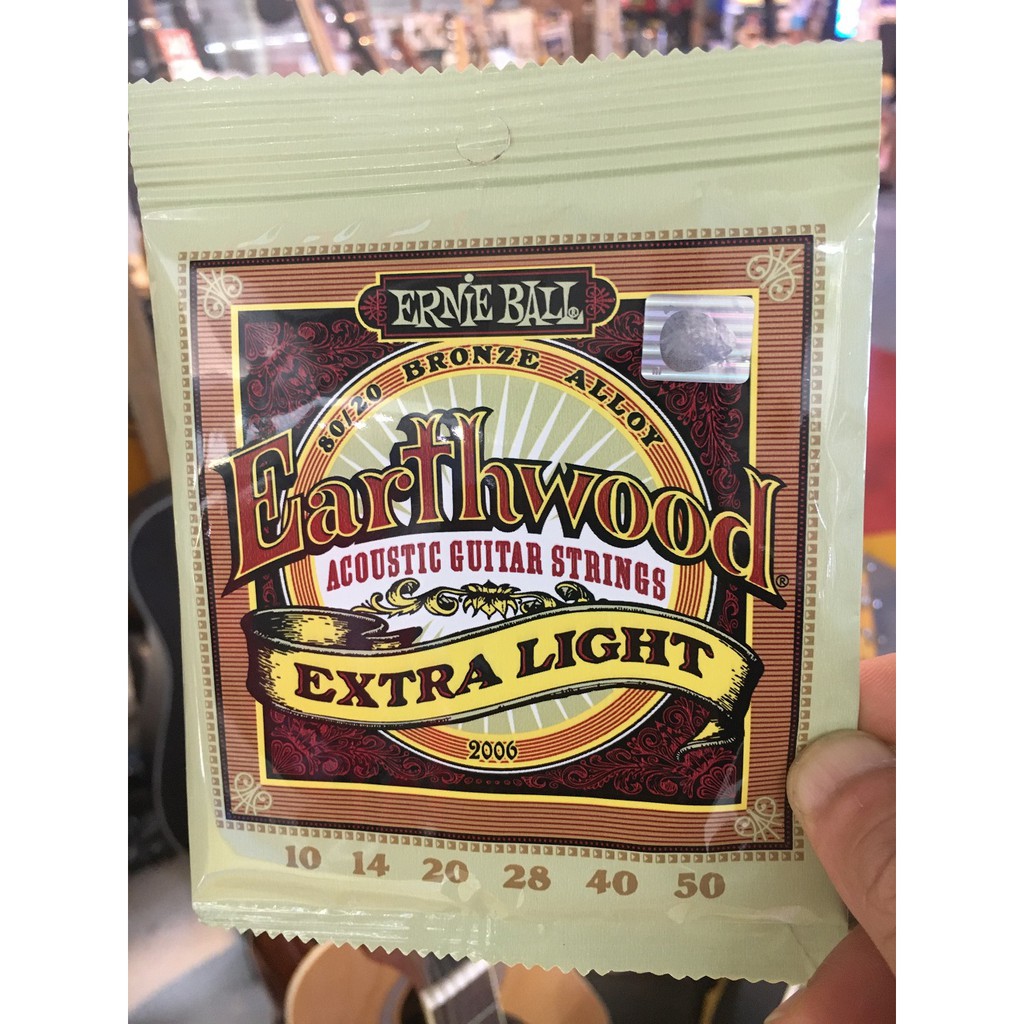 ERNIE BALL®
80/20 BRONZE ALLOY
Earthwood®
ACOUSTIC GUITAR STRINGS
EXTRA LIGHT
2006
10 14 20 28 40 50